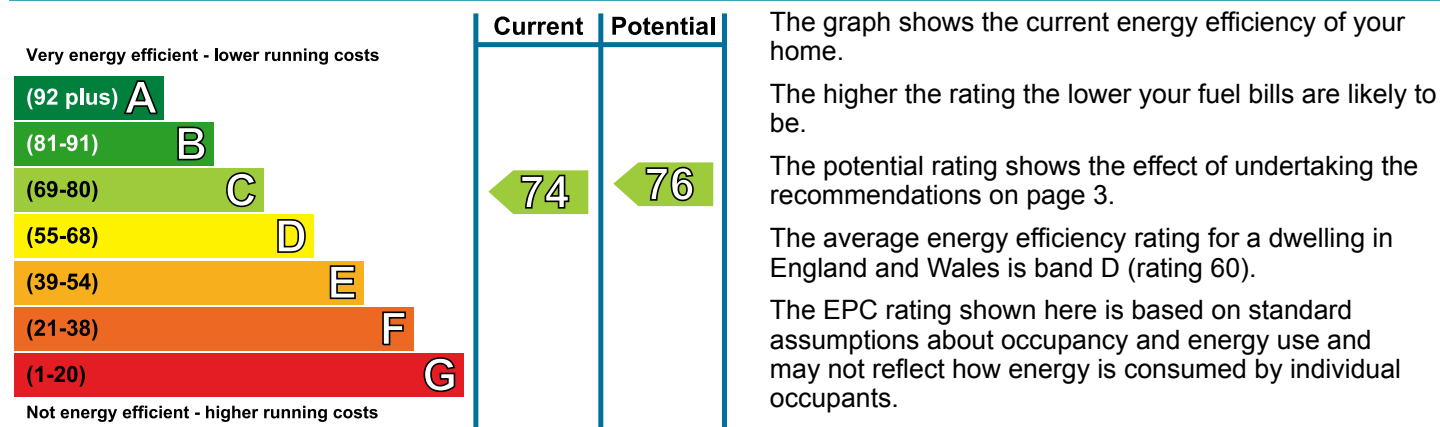 Current Potential
Very energy efficient - lower running costs
(92 plus) A
(81-91) B
(69-80) C
74 76
(55-68) D
(39-54) E
(21-38) F
(1-20) G
Not energy efficient - higher running costs
The graph shows the current energy efficiency of your
home.
The higher the rating the lower your fuel bills are likely to
be.
The potential rating shows the effect of undertaking the
recommendations on page 3.
The average energy efficiency rating for a dwelling in
England and Wales is band D (rating 60).
The EPC rating shown here is based on standard
assumptions about occupancy and energy use and
may not reflect how energy is consumed by individual
occupants.